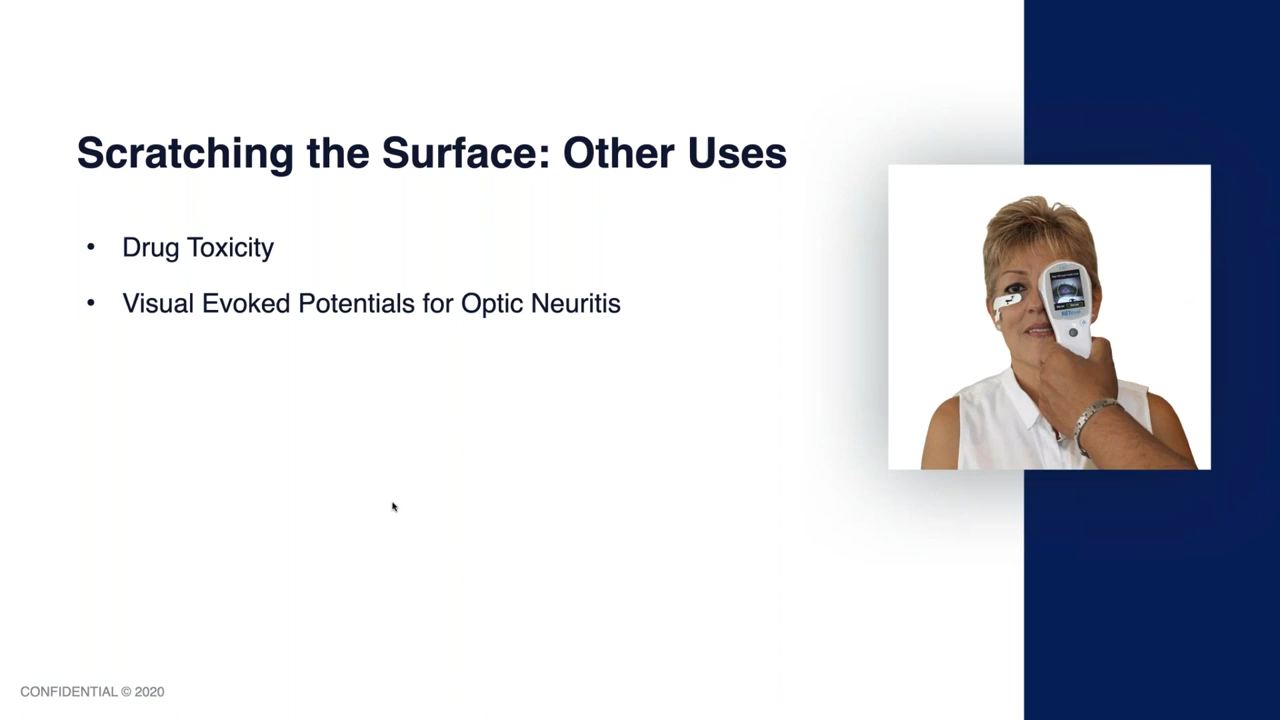 Scratching the Surface: Other Uses
• Drug Toxicity
• Visual Evoked Potentials for Optic Neuritis
CONFIDENTIAL © 2020